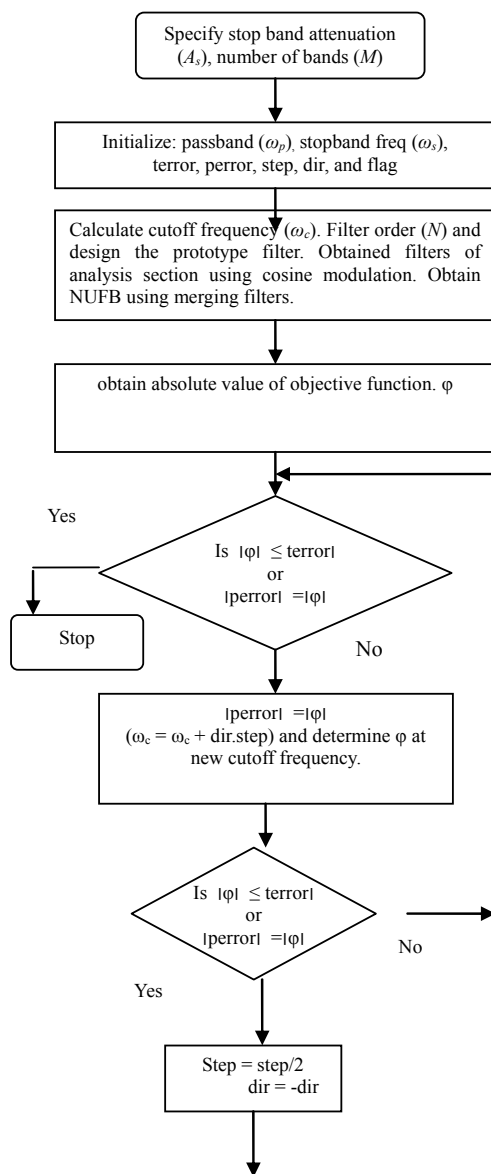 Specify stop band attenuation
(As), number of bands (M)
Initialize: passband (ωp), stopband freq (ωs),
terror, perror, step, dir, and flag
Calculate cutoff frequency (ωc). Filter order (N) and
design the prototype filter. Obtained filters of
analysis section using cosine modulation. Obtain
NUFB using merging filters.
obtain absolute value of objective function. φ
Yes
Is |φ| ≤ terror|
or
|perror| =|φ|
Stop
No
|perror| =|φ|
(ωc = ωc + dir.step) and determine φ at
new cutoff frequency.
Is |φ| ≤ terror|
or
|perror| =|φ|
No
Yes
Step = step/2
dir = -dir